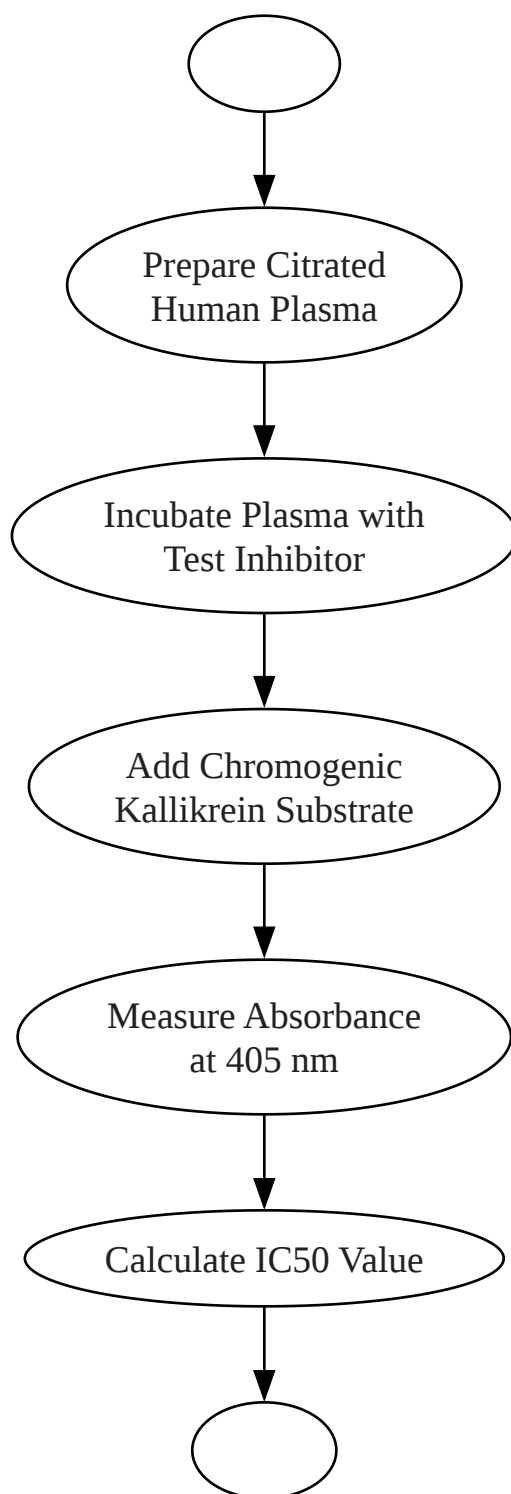 Prepare Citrated
Human Plasma
Incubate Plasma with
Test Inhibitor
Add Chromogenic
Kallikrein Substrate
Measure Absorbance
at 405 nm
Calculate IC50 Value